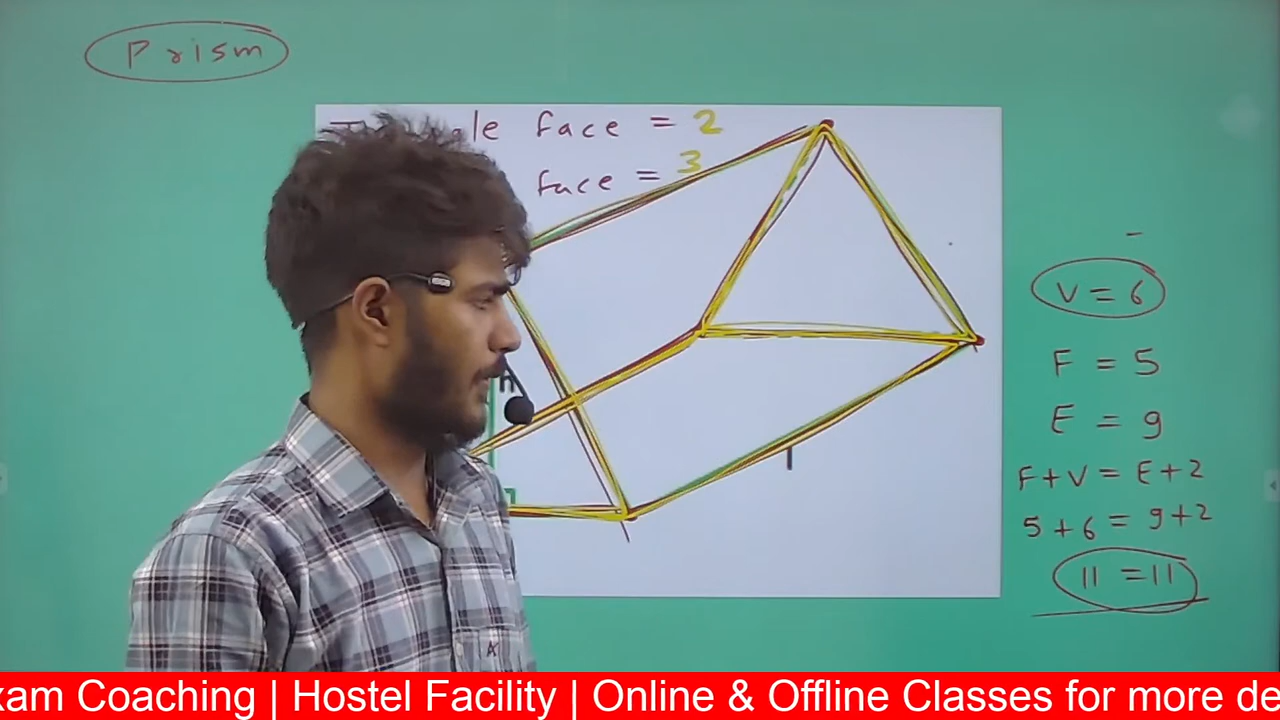 Prism
face = 2
face = 3
V = 6
F = 5
E = 9
F + V = E + 2
5 + 6 = 9 + 2
11 = 11
h
l
A
xam Coaching | Hostel Facility | Online & Offline Classes for more de